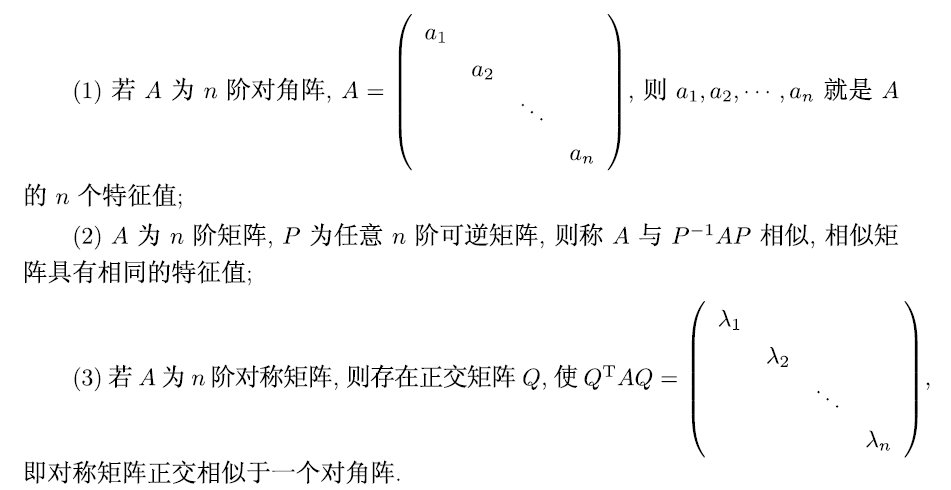 (1) 若 A 为 n 阶对角阵, A = \begin{pmatrix} a_1 & & & \\ & a_2 & & \\ & & \ddots & \\ & & & a_n \end{pmatrix}, 则 a_1, a_2, \cdots, a_n 就是 A
的 n 个特征值;
(2) A 为 n 阶矩阵, P 为任意 n 阶可逆矩阵, 则称 A 与 P^{-1}AP 相似, 相似矩
阵具有相同的特征值;
(3) 若 A 为 n 阶对称矩阵, 则存在正交矩阵 Q, 使 Q^{\mathrm{T}}AQ = \begin{pmatrix} \lambda_1 & & & \\ & \lambda_2 & & \\ & & \ddots & \\ & & & \lambda_n \end{pmatrix},
即对称矩阵正交相似于一个对角阵.